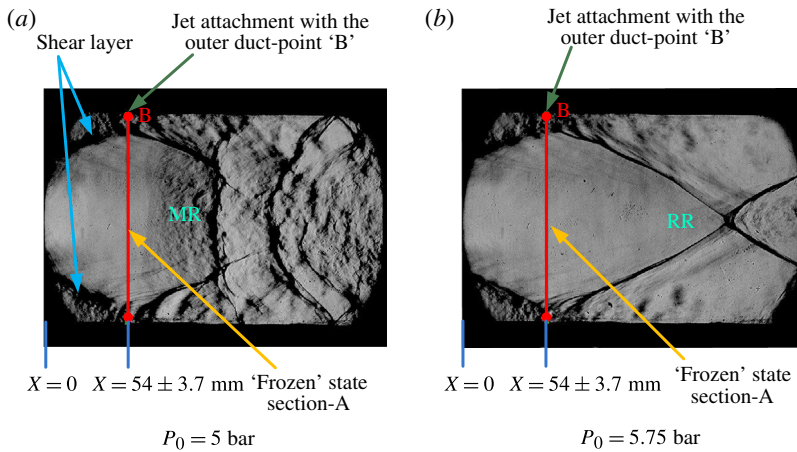 (a)
Jet attachment with the
outer duct-point ‘B’
Shear layer
B
MR
X = 0
X = 54 ± 3.7 mm
‘Frozen’ state
section-A
P0 = 5 bar
(b)
Jet attachment with the
outer duct-point ‘B’
B
RR
X = 0
X = 54 ± 3.7 mm
‘Frozen’ state
section-A
P0 = 5.75 bar